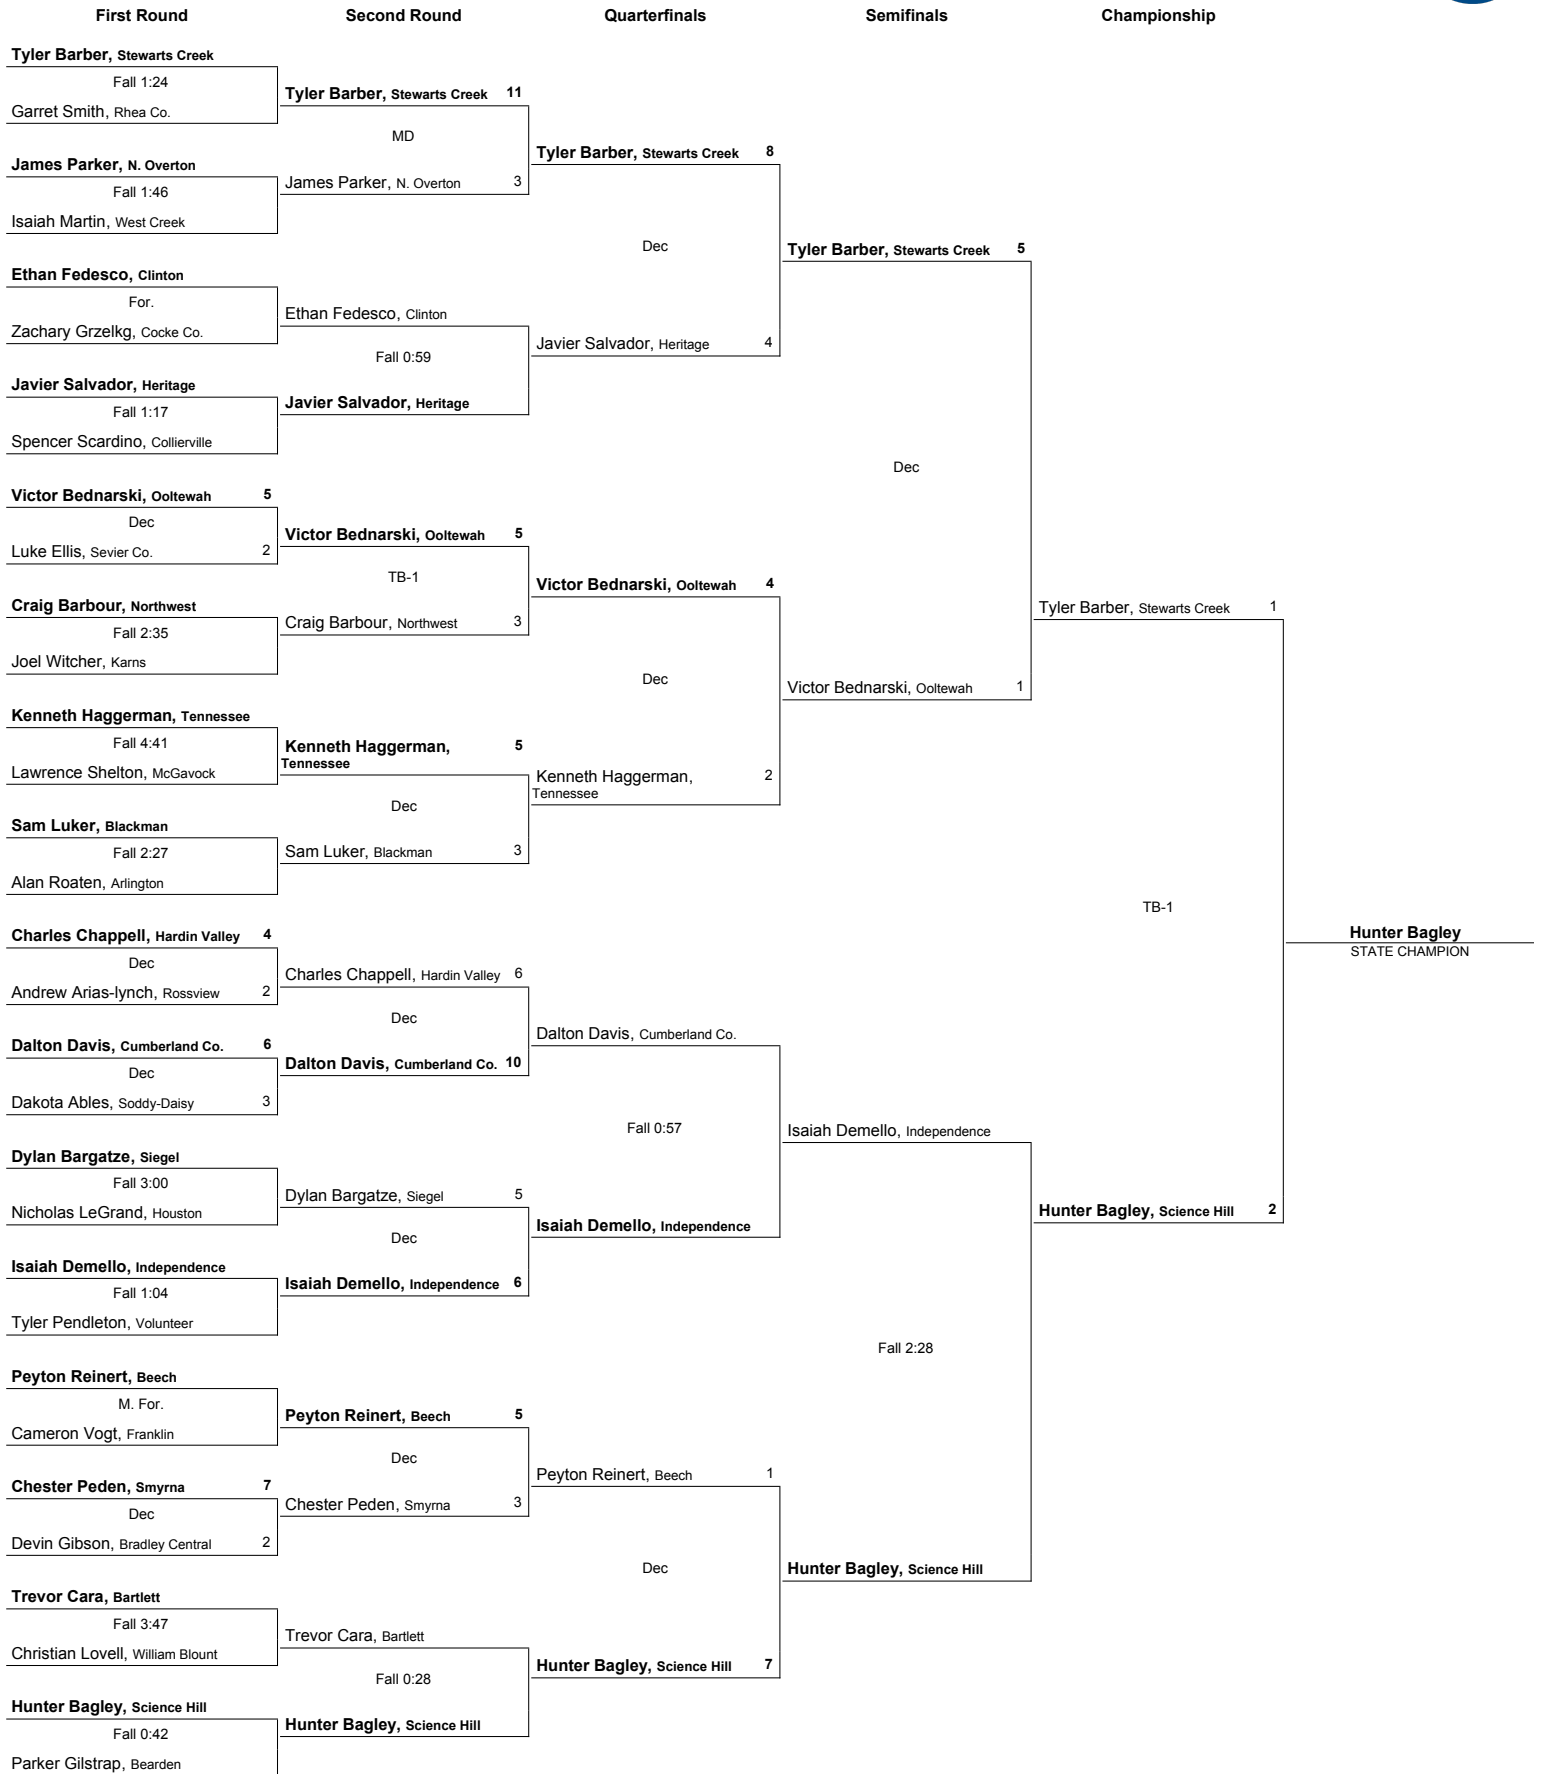 First Round Second Round Quarterfinals Semifinals Championship
Tyler Barber, Stewarts Creek
Fall 1:24
Garret Smith, Rhea Co.
James Parker, N. Overton
Fall 1:46
Isaiah Martin, West Creek
Ethan Fedesco, Clinton
For.
Zachary Grzelkg, Cocke Co.
Javier Salvador, Heritage
Fall 1:17
Spencer Scardino, Collierville
Victor Bednarski, Ooltewah 5
Dec
Luke Ellis, Sevier Co. 2
Craig Barbour, Northwest
Fall 2:35
Joel Witcher, Karns
Kenneth Haggerman, Tennessee
Fall 4:41
Lawrence Shelton, McGavock
Sam Luker, Blackman
Fall 2:27
Alan Roaten, Arlington
Charles Chappell, Hardin Valley 4
Dec
Andrew Arias-lynch, Rossview 2
Dalton Davis, Cumberland Co. 6
Dec
Dakota Ables, Soddy-Daisy 3
Dylan Bargatze, Siegel
Fall 3:00
Nicholas LeGrand, Houston
Isaiah Demello, Independence
Fall 1:04
Tyler Pendleton, Volunteer
Peyton Reinert, Beech
M. For.
Cameron Vogt, Franklin
Chester Peden, Smyrna 7
Dec
Devin Gibson, Bradley Central 2
Trevor Cara, Bartlett
Fall 3:47
Christian Lovell, William Blount
Hunter Bagley, Science Hill
Fall 0:42
Parker Gilstrap, Bearden
Tyler Barber, Stewarts Creek 11
MD
James Parker, N. Overton 3
Ethan Fedesco, Clinton
Fall 0:59
Javier Salvador, Heritage
Victor Bednarski, Ooltewah 5
TB-1
Craig Barbour, Northwest 3
Kenneth Haggerman, 5
Tennessee
Dec
Sam Luker, Blackman 3
Charles Chappell, Hardin Valley 6
Dec
Dalton Davis, Cumberland Co. 10
Dylan Bargatze, Siegel 5
Dec
Isaiah Demello, Independence 6
Peyton Reinert, Beech 5
Dec
Chester Peden, Smyrna 3
Trevor Cara, Bartlett
Fall 0:28
Hunter Bagley, Science Hill
Tyler Barber, Stewarts Creek 8
Dec
Javier Salvador, Heritage 4
Victor Bednarski, Ooltewah 4
Dec
Kenneth Haggerman, 2
Tennessee
Dalton Davis, Cumberland Co.
Fall 0:57
Isaiah Demello, Independence
Peyton Reinert, Beech 1
Dec
Hunter Bagley, Science Hill 7
Tyler Barber, Stewarts Creek 5
Dec
Victor Bednarski, Ooltewah 1
Isaiah Demello, Independence
Fall 2:28
Hunter Bagley, Science Hill
Tyler Barber, Stewarts Creek 1
TB-1
Hunter Bagley, Science Hill 2
Hunter Bagley
STATE CHAMPION